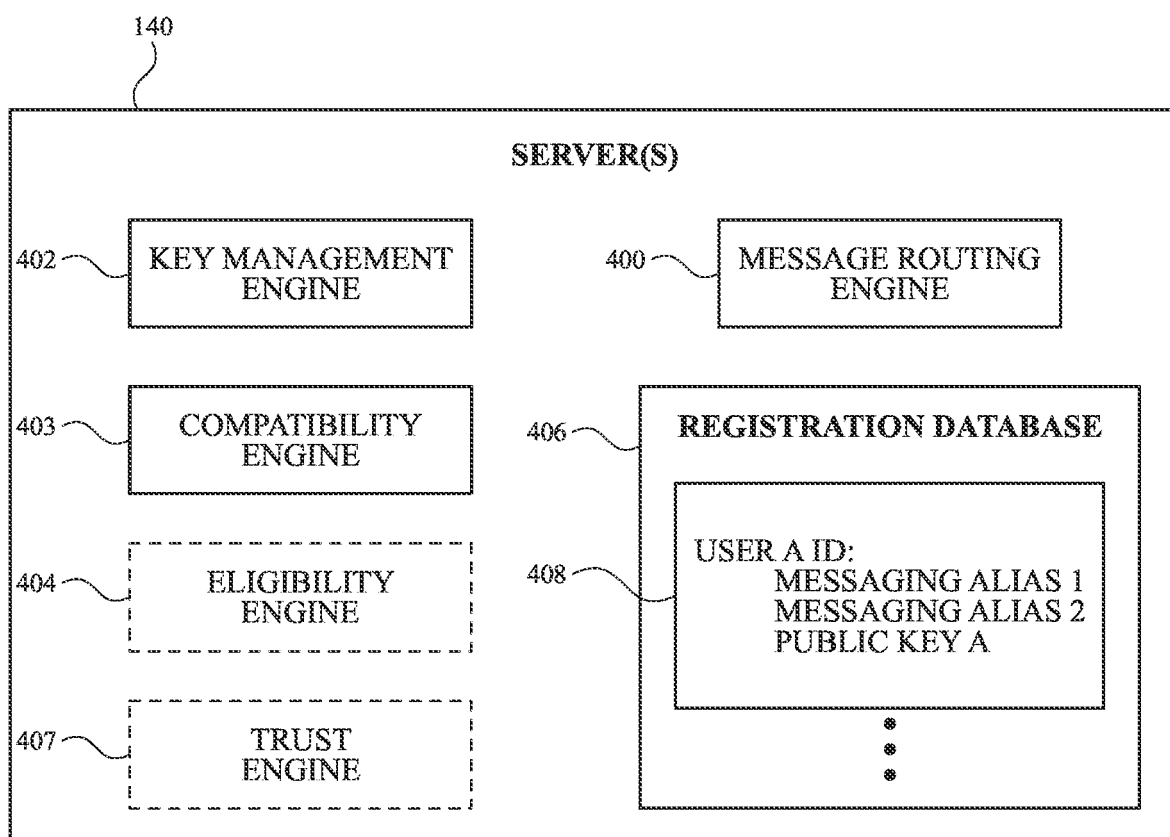 140
SERVER(S)
402
KEY MANAGEMENT
ENGINE
400
MESSAGE ROUTING
ENGINE
403
COMPATIBILITY
ENGINE
406
REGISTRATION DATABASE
408
USER A ID:
MESSAGING ALIAS 1
MESSAGING ALIAS 2
PUBLIC KEY A
404
ELIGIBILITY
ENGINE
407
TRUST
ENGINE